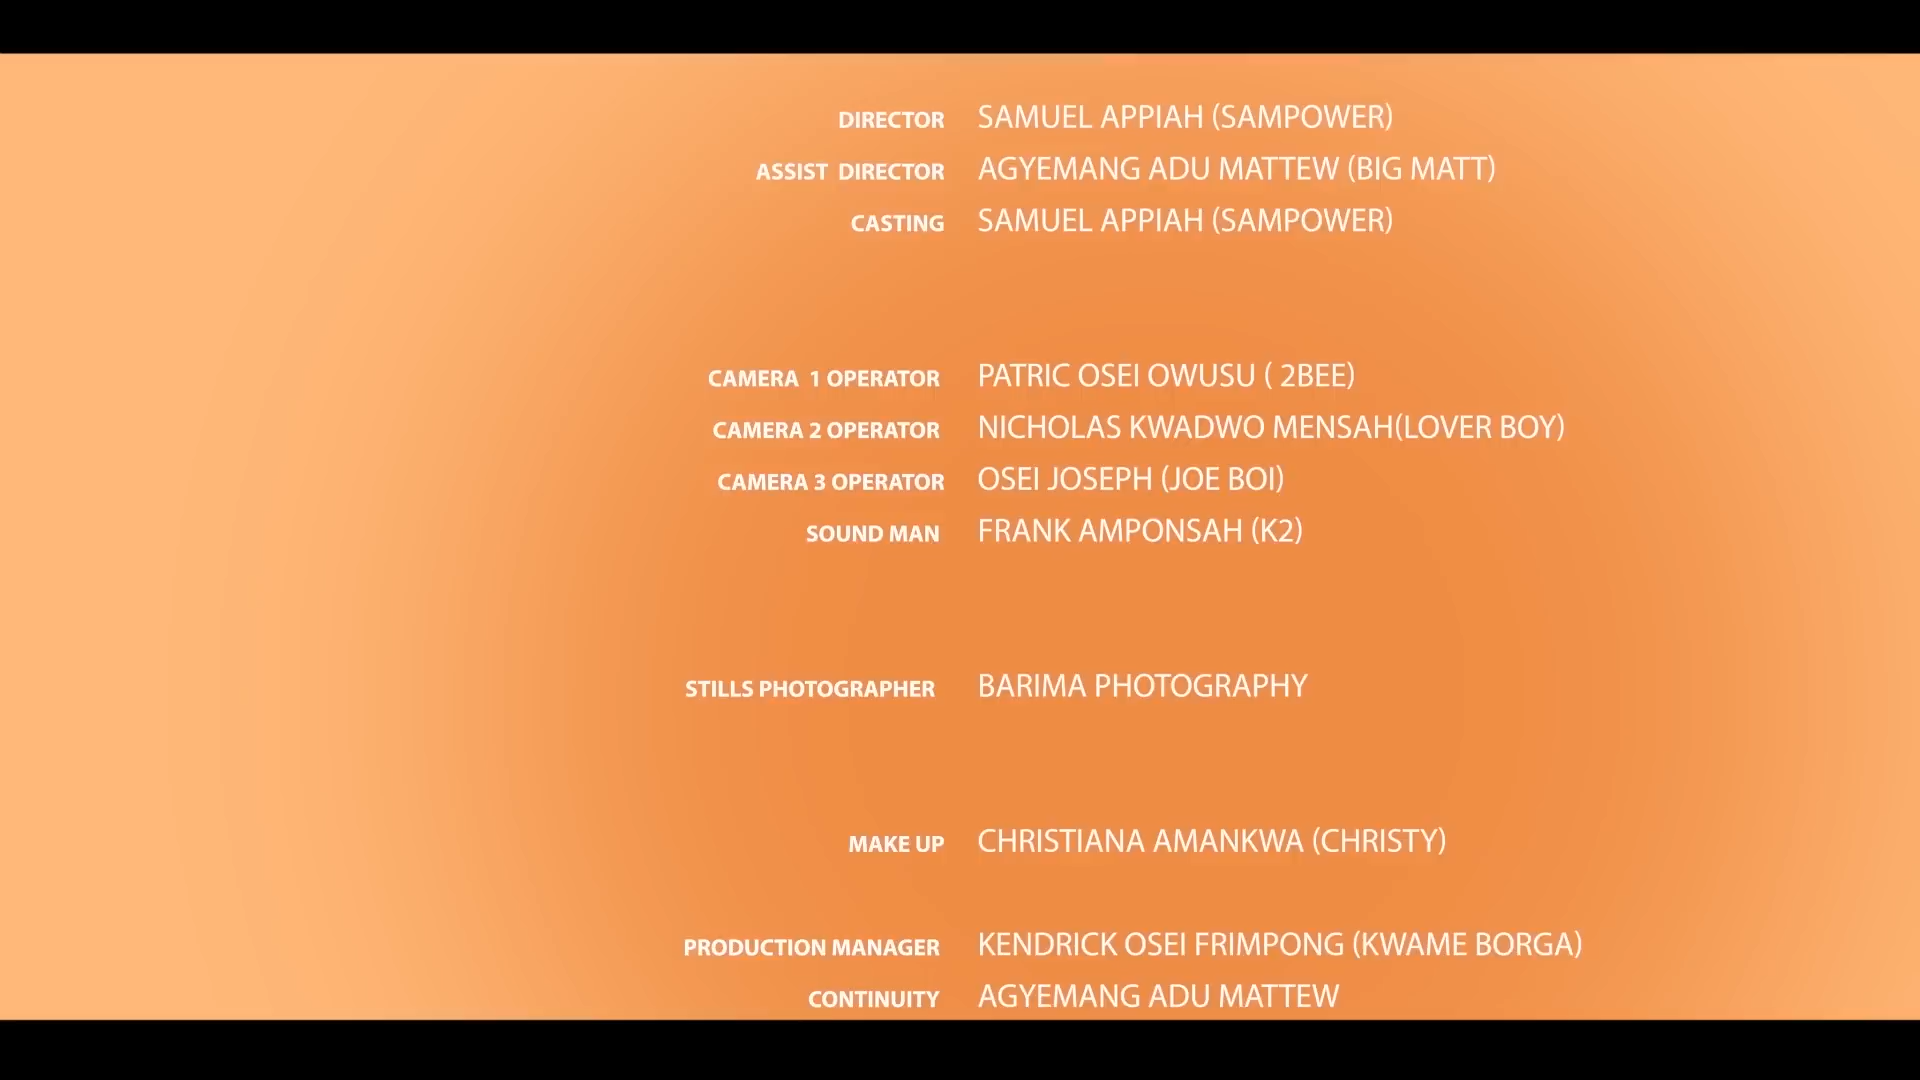 DIRECTOR SAMUEL APPIAH (SAMPOWER)
ASSIST DIRECTOR AGYEMANG ADU MATTEW (BIG MATT)
CASTING SAMUEL APPIAH (SAMPOWER)
CAMERA 1 OPERATOR PATRIC OSEI OWUSU ( 2BEE)
CAMERA 2 OPERATOR NICHOLAS KWADWO MENSAH(LOVER BOY)
CAMERA 3 OPERATOR OSEI JOSEPH (JOE BOI)
SOUND MAN FRANK AMPONSAH (K2)
STILLS PHOTOGRAPHER BARIMA PHOTOGRAPHY
MAKE UP CHRISTIANA AMANKWA (CHRISTY)
PRODUCTION MANAGER KENDRICK OSEI FRIMPONG (KWAME BORGA)
CONTINUITY AGYEMANG ADU MATTEW